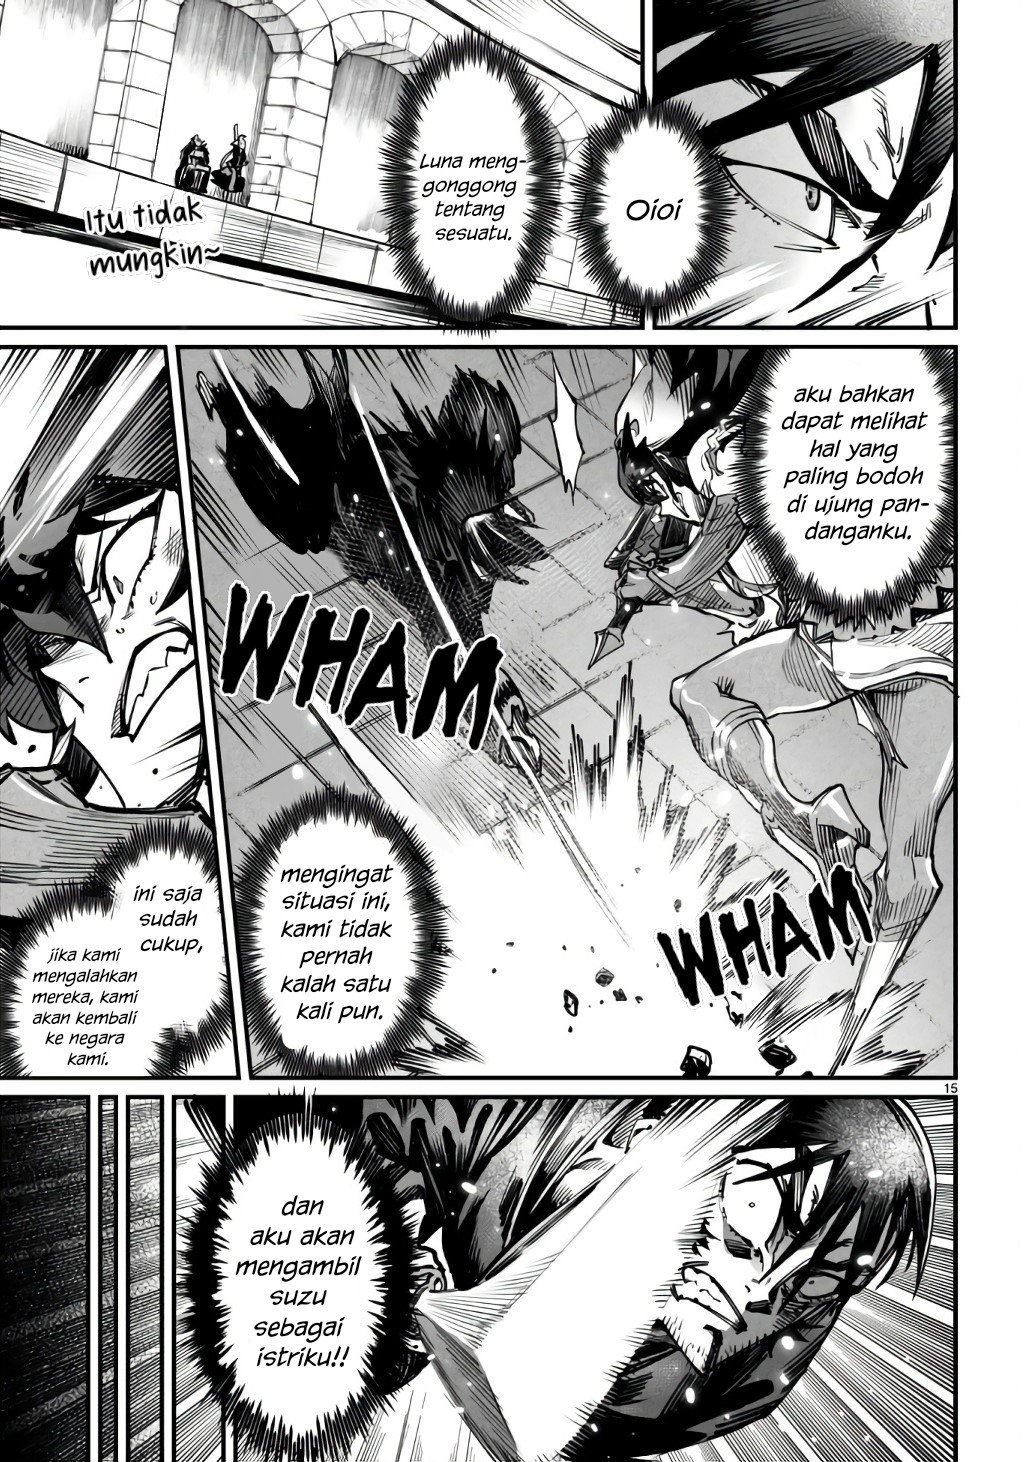 Oioi
Luna meng-
gonggong
tentang
sesuatu.
Itu tidak
mungkin~
aku bahkan
dapat melihat
hal yang
paling bodoh
di ujung pan-
danganku.
WHAM
WHAM
mengingat
situasi ini,
kami tidak
pernah
kalah satu
kali pun.
ini saja
sudah
cukup,
jika kami
mengalahkan
mereka, kami
akan kembali
ke negara
kami.
15
dan
aku akan
mengambil
suzu
sebagai
istriku!!